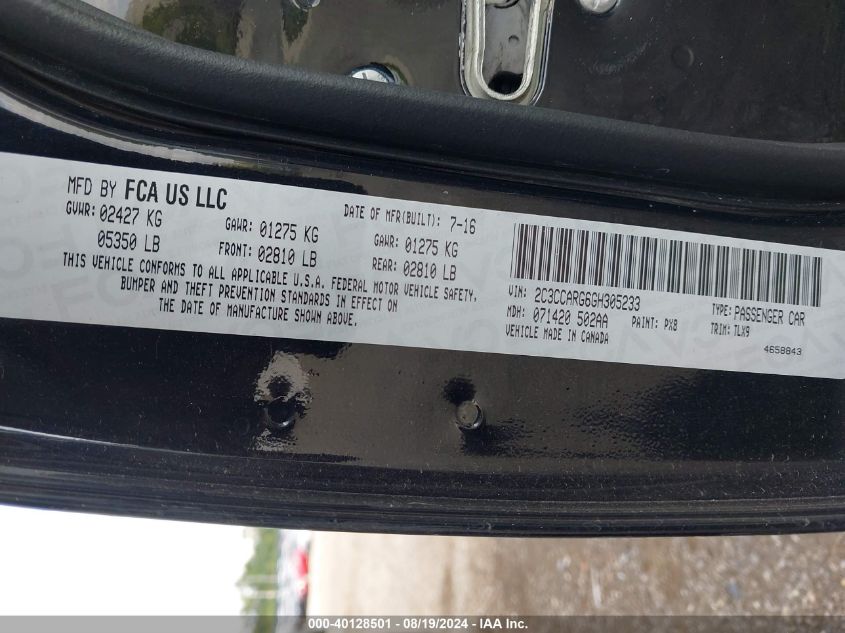 MFD BY FCA US LLC
GVWR: 02427 KG
05350 LB
GAWR: 01275 KG
FRONT: 02810 LB
DATE OF MFR(BUILT): 7-16
GAWR: 01275 KG
REAR: 02810 LB
THIS VEHICLE CONFORMS TO ALL APPLICABLE U.S.A. FEDERAL MOTOR VEHICLE SAFETY,
BUMPER AND THEFT PREVENTION STANDARDS IN EFFECT ON
THE DATE OF MANUFACTURE SHOWN ABOVE.
VIN: 2C3CCARG6GH305233
TYPE: PASSENGER CAR
MDH: 071420 502AA
PAINT: PX8
TRIM: TLX9
VEHICLE MADE IN CANADA
4658843
000-40128501 - 08/19/2024 - IAA Inc.